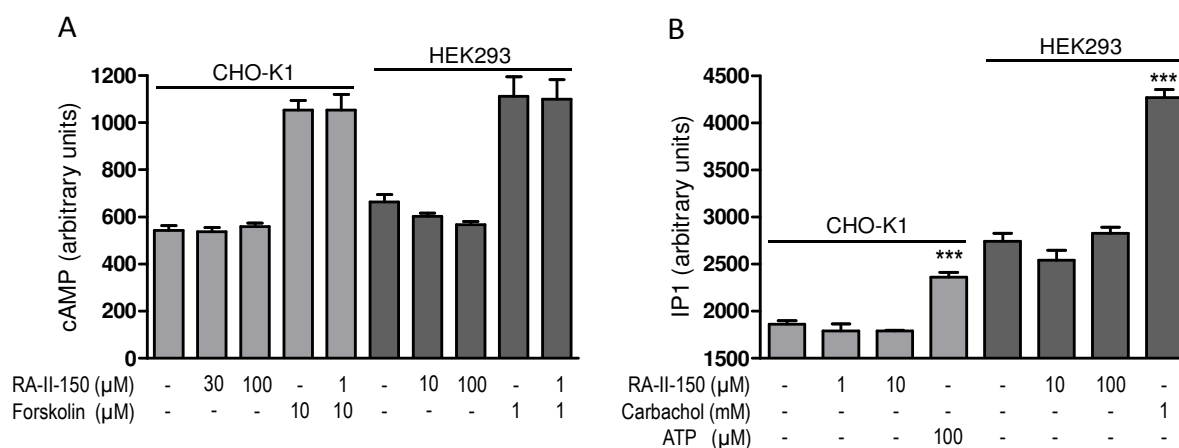 A
CHO-K1
HEK293
cAMP (arbitrary units)
1200
1000
800
600
400
200
0
RA-II-150 (µM) - 30 100 - 1 - 10 100 - 1
Forskolin (µM) - - - 10 10 - - - 1 1
B
HEK293
CHO-K1
***
***
IP1 (arbitrary units)
4500
4000
3500
3000
2500
2000
1500
RA-II-150 (µM) - 1 10 - - 10 100 -
Carbachol (mM) - - - - - - - 1
ATP (µM) - - - 100 - - - -